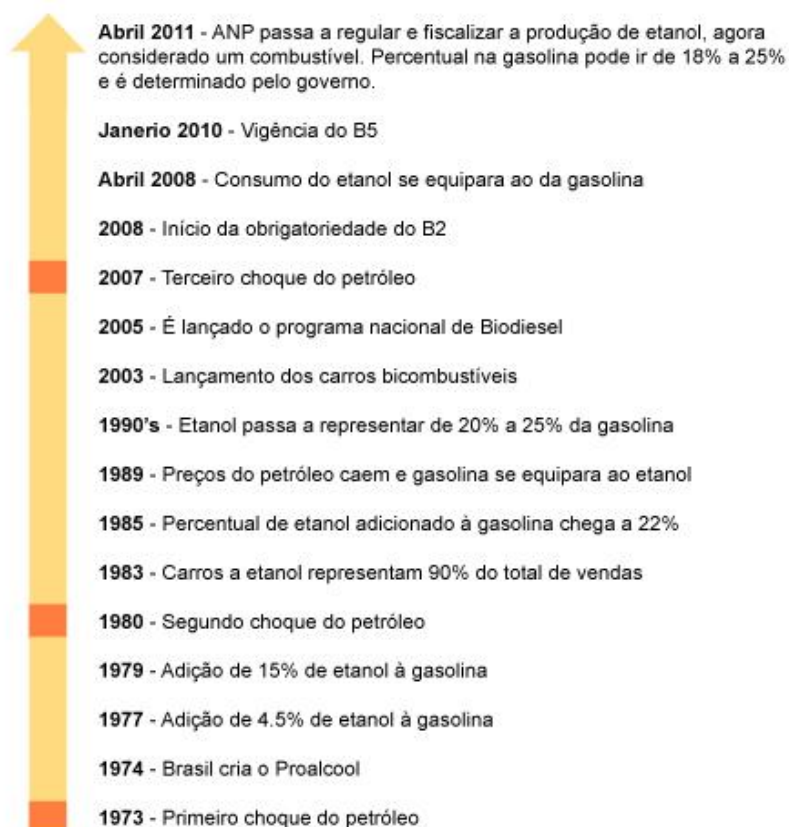 Abril 2011 - ANP passa a regular e fiscalizar a produção de etanol, agora
considerado um combustível. Percentual na gasolina pode ir de 18% a 25%
e é determinado pelo governo.
Janerio 2010 - Vigência do B5
Abril 2008 - Consumo do etanol se equipara ao da gasolina
2008 - Início da obrigatoriedade do B2
2007 - Terceiro choque do petróleo
2005 - É lançado o programa nacional de Biodiesel
2003 - Lançamento dos carros bicombustíveis
1990's - Etanol passa a representar de 20% a 25% da gasolina
1989 - Preços do petróleo caem e gasolina se equipara ao etanol
1985 - Percentual de etanol adicionado à gasolina chega a 22%
1983 - Carros a etanol representam 90% do total de vendas
1980 - Segundo choque do petróleo
1979 - Adição de 15% de etanol à gasolina
1977 - Adição de 4.5% de etanol à gasolina
1974 - Brasil cria o Proalcool
1973 - Primeiro choque do petróleo